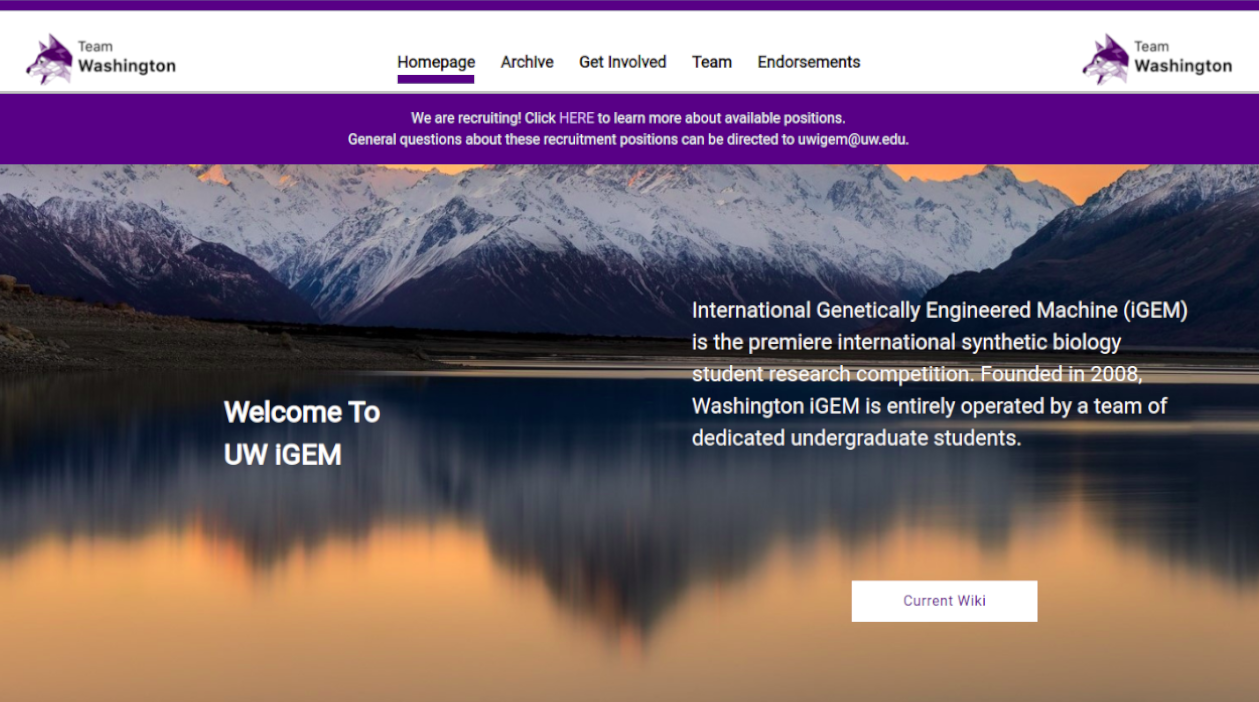 Team
Washington
Homepage Archive Get Involved Team Endorsements
Team
Washington
We are recruiting! Click HERE to learn more about available positions.
General questions about these recruitment positions can be directed to uwigem@uw.edu.
Welcome To
UW iGEM
International Genetically Engineered Machine (iGEM)
is the premiere international synthetic biology
student research competition. Founded in 2008,
Washington iGEM is entirely operated by a team of
dedicated undergraduate students.
Current Wiki